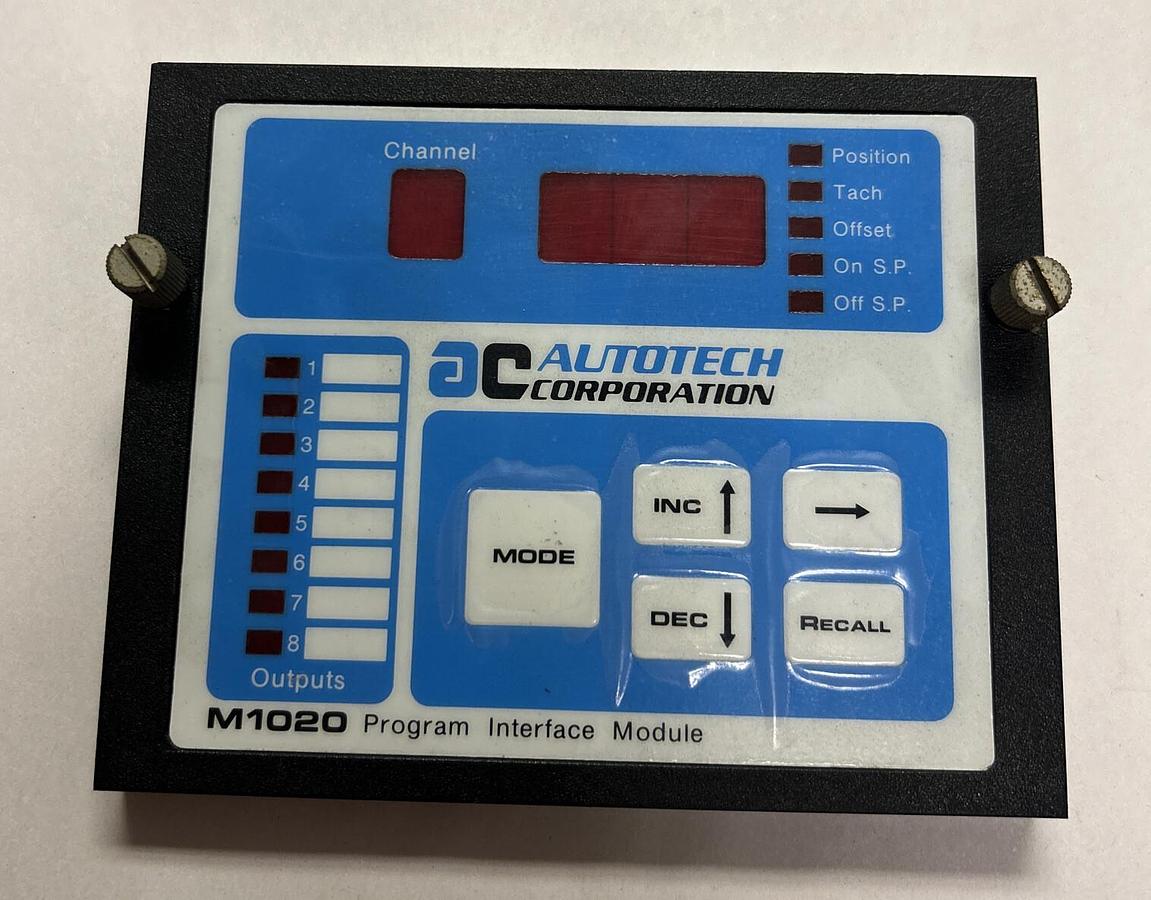 Channel
Position
Tach
Offset
On S.P.
Off S.P.
ac AUTOTECH
CORPORATION
1
2
3
4
5
6
7
8
Outputs
MODE
INC ↑
→
DEC ↓
RECALL
M1020 Program Interface Module